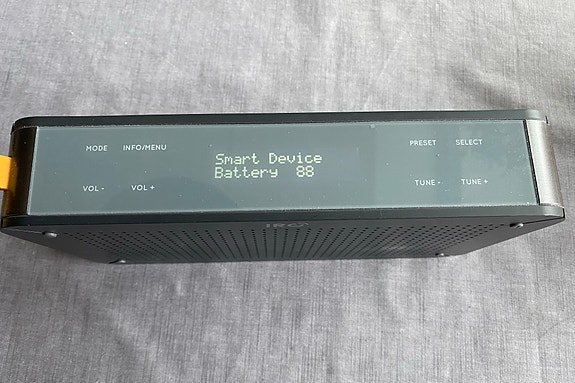 MODE INFO/MENU
VOL - VOL +
Smart Device
Battery 88
PRESET SELECT
TUNE - TUNE +